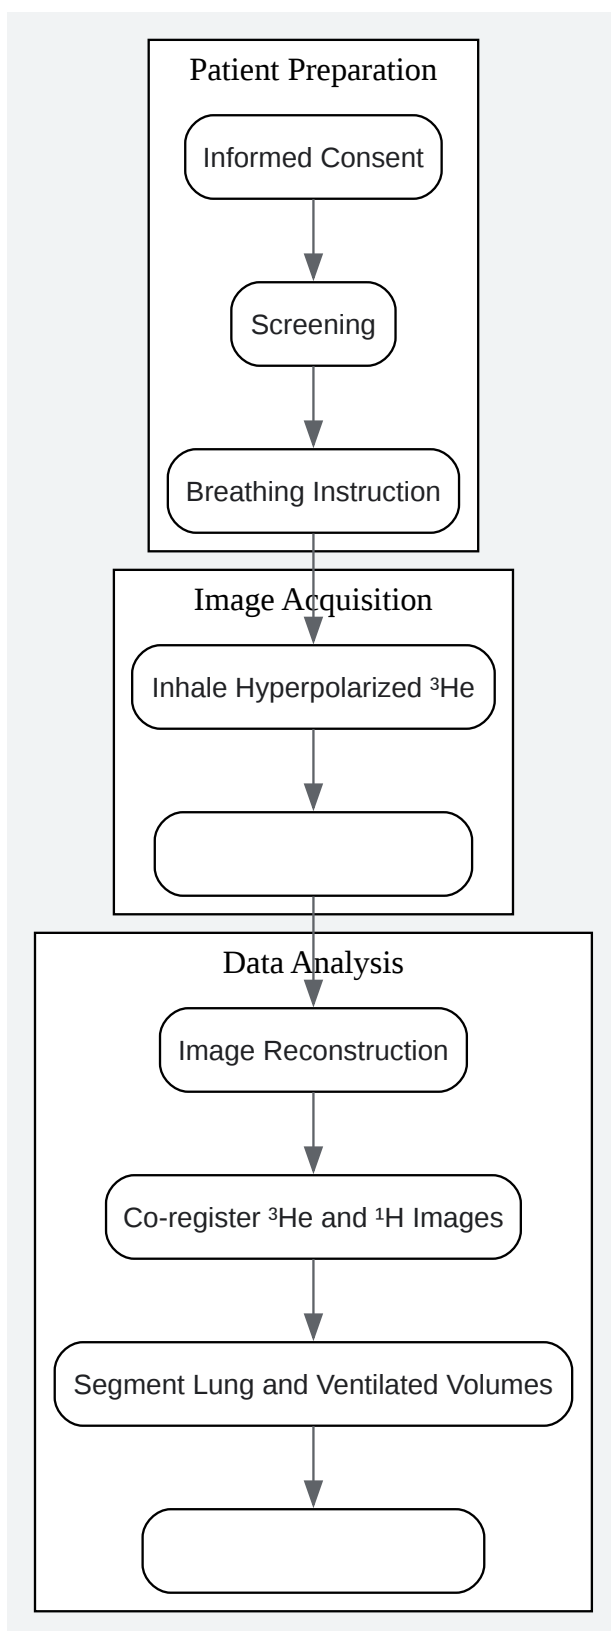 Patient Preparation
Informed Consent
Screening
Breathing Instruction
Image Acquisition
Inhale Hyperpolarized ³He
Data Analysis
Image Reconstruction
Co-register ³He and ¹H Images
Segment Lung and Ventilated Volumes